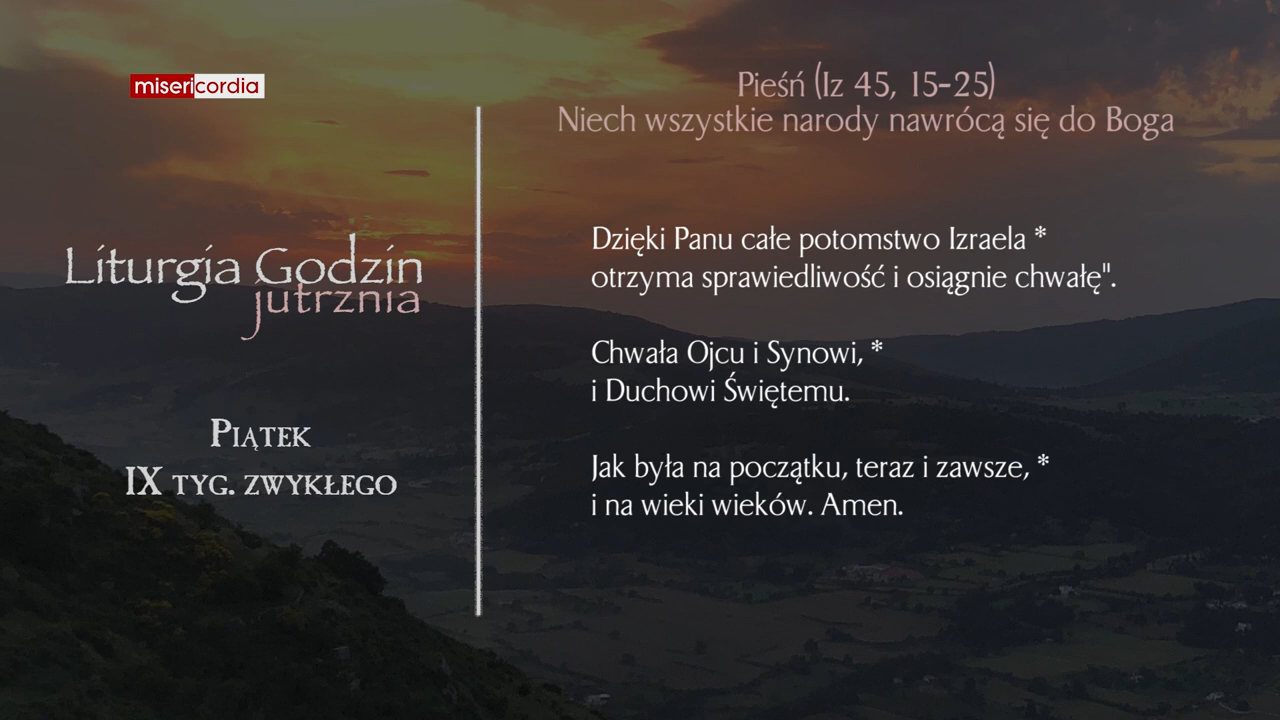 misericordia
Liturgia Godzin
jutrznia
Piątek
IX tyg. zwykłego
Pieśń (Iz 45, 15-25)
Niech wszystkie narody nawrócą się do Boga
Dzięki Panu całe potomstwo Izraela *
otrzyma sprawiedliwość i osiągnie chwałę".
Chwała Ojcu i Synowi, *
i Duchowi Świętemu.
Jak była na początku, teraz i zawsze, *
i na wieki wieków. Amen.